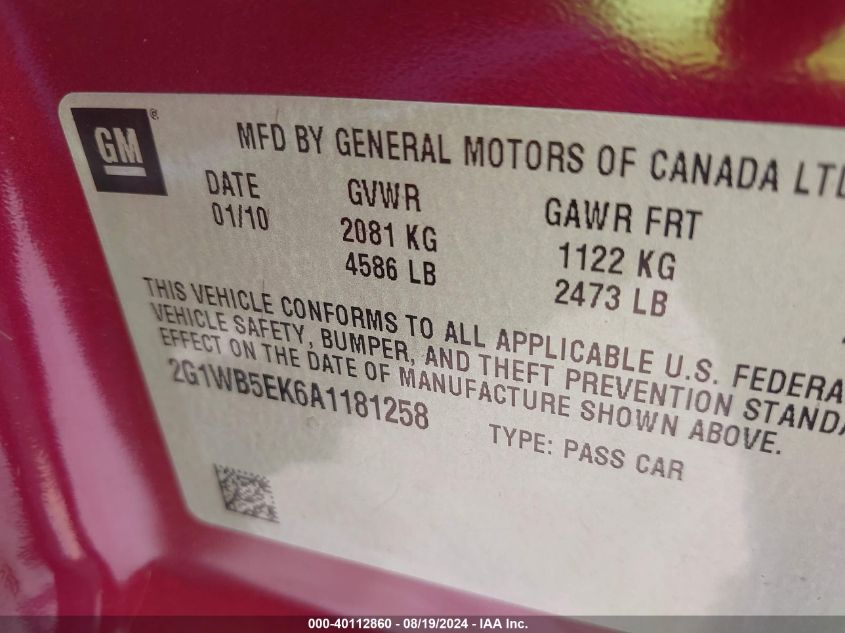 GM®
MFD BY GENERAL MOTORS OF CANADA LTD
DATE GVWR GAWR FRT
01/10 2081 KG 1122 KG
4586 LB 2473 LB
THIS VEHICLE CONFORMS TO ALL APPLICABLE U.S. FEDERA
VEHICLE SAFETY, BUMPER, AND THEFT PREVENTION STANDA
EFFECT ON THE DATE OF MANUFACTURE SHOWN ABOVE.
2G1WB5EK6A1181258 TYPE: PASS CAR
000-40112860 - 08/19/2024 - IAA Inc.